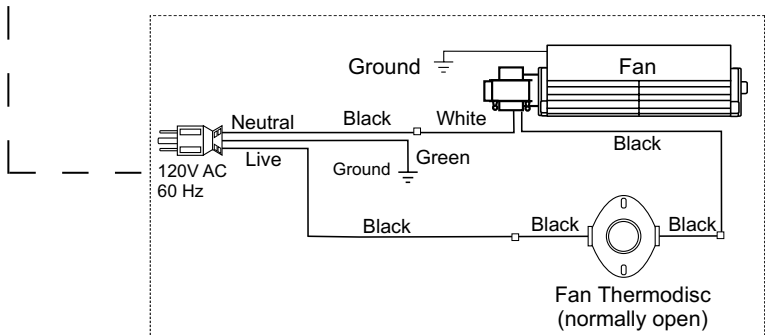 Ground
Fan
Neutral
Black
White
Live
Ground
Green
Black
120V AC
60 Hz
Black
Black
Black
Fan Thermodisc
(normally open)